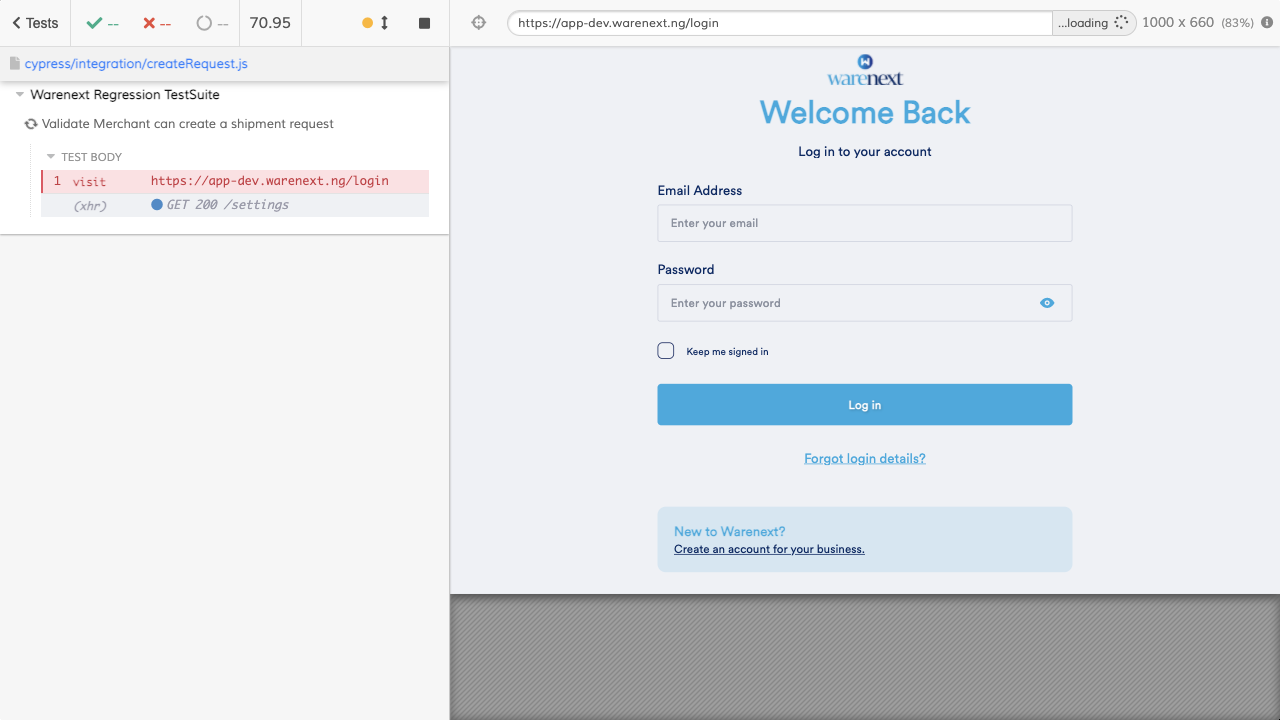 Tests
--
--
--
70.95
https://app-dev.warenext.ng/login
...loading
1000 x 660 (83%)
cypress/integration/createRequest.js
Warenext Regression TestSuite
Validate Merchant can create a shipment request
TEST BODY
1 visit https://app-dev.warenext.ng/login
(xhr) GET 200 /settings
warenext
Welcome Back
Log in to your account
Email Address
Enter your email
Password
Enter your password
Keep me signed in
Log in
Forgot login details?
New to Warenext?
Create an account for your business.